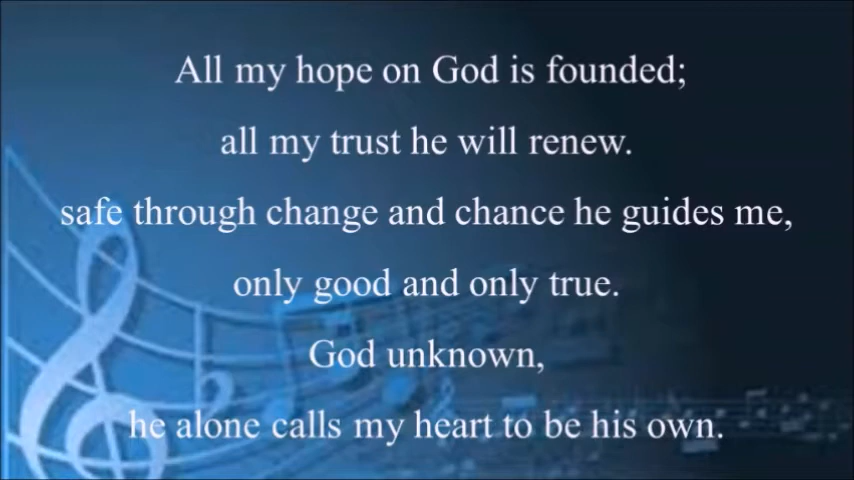 All my hope on God is founded;
all my trust he will renew.
safe through change and chance he guides me,
only good and only true.
God unknown,
he alone calls my heart to be his own.